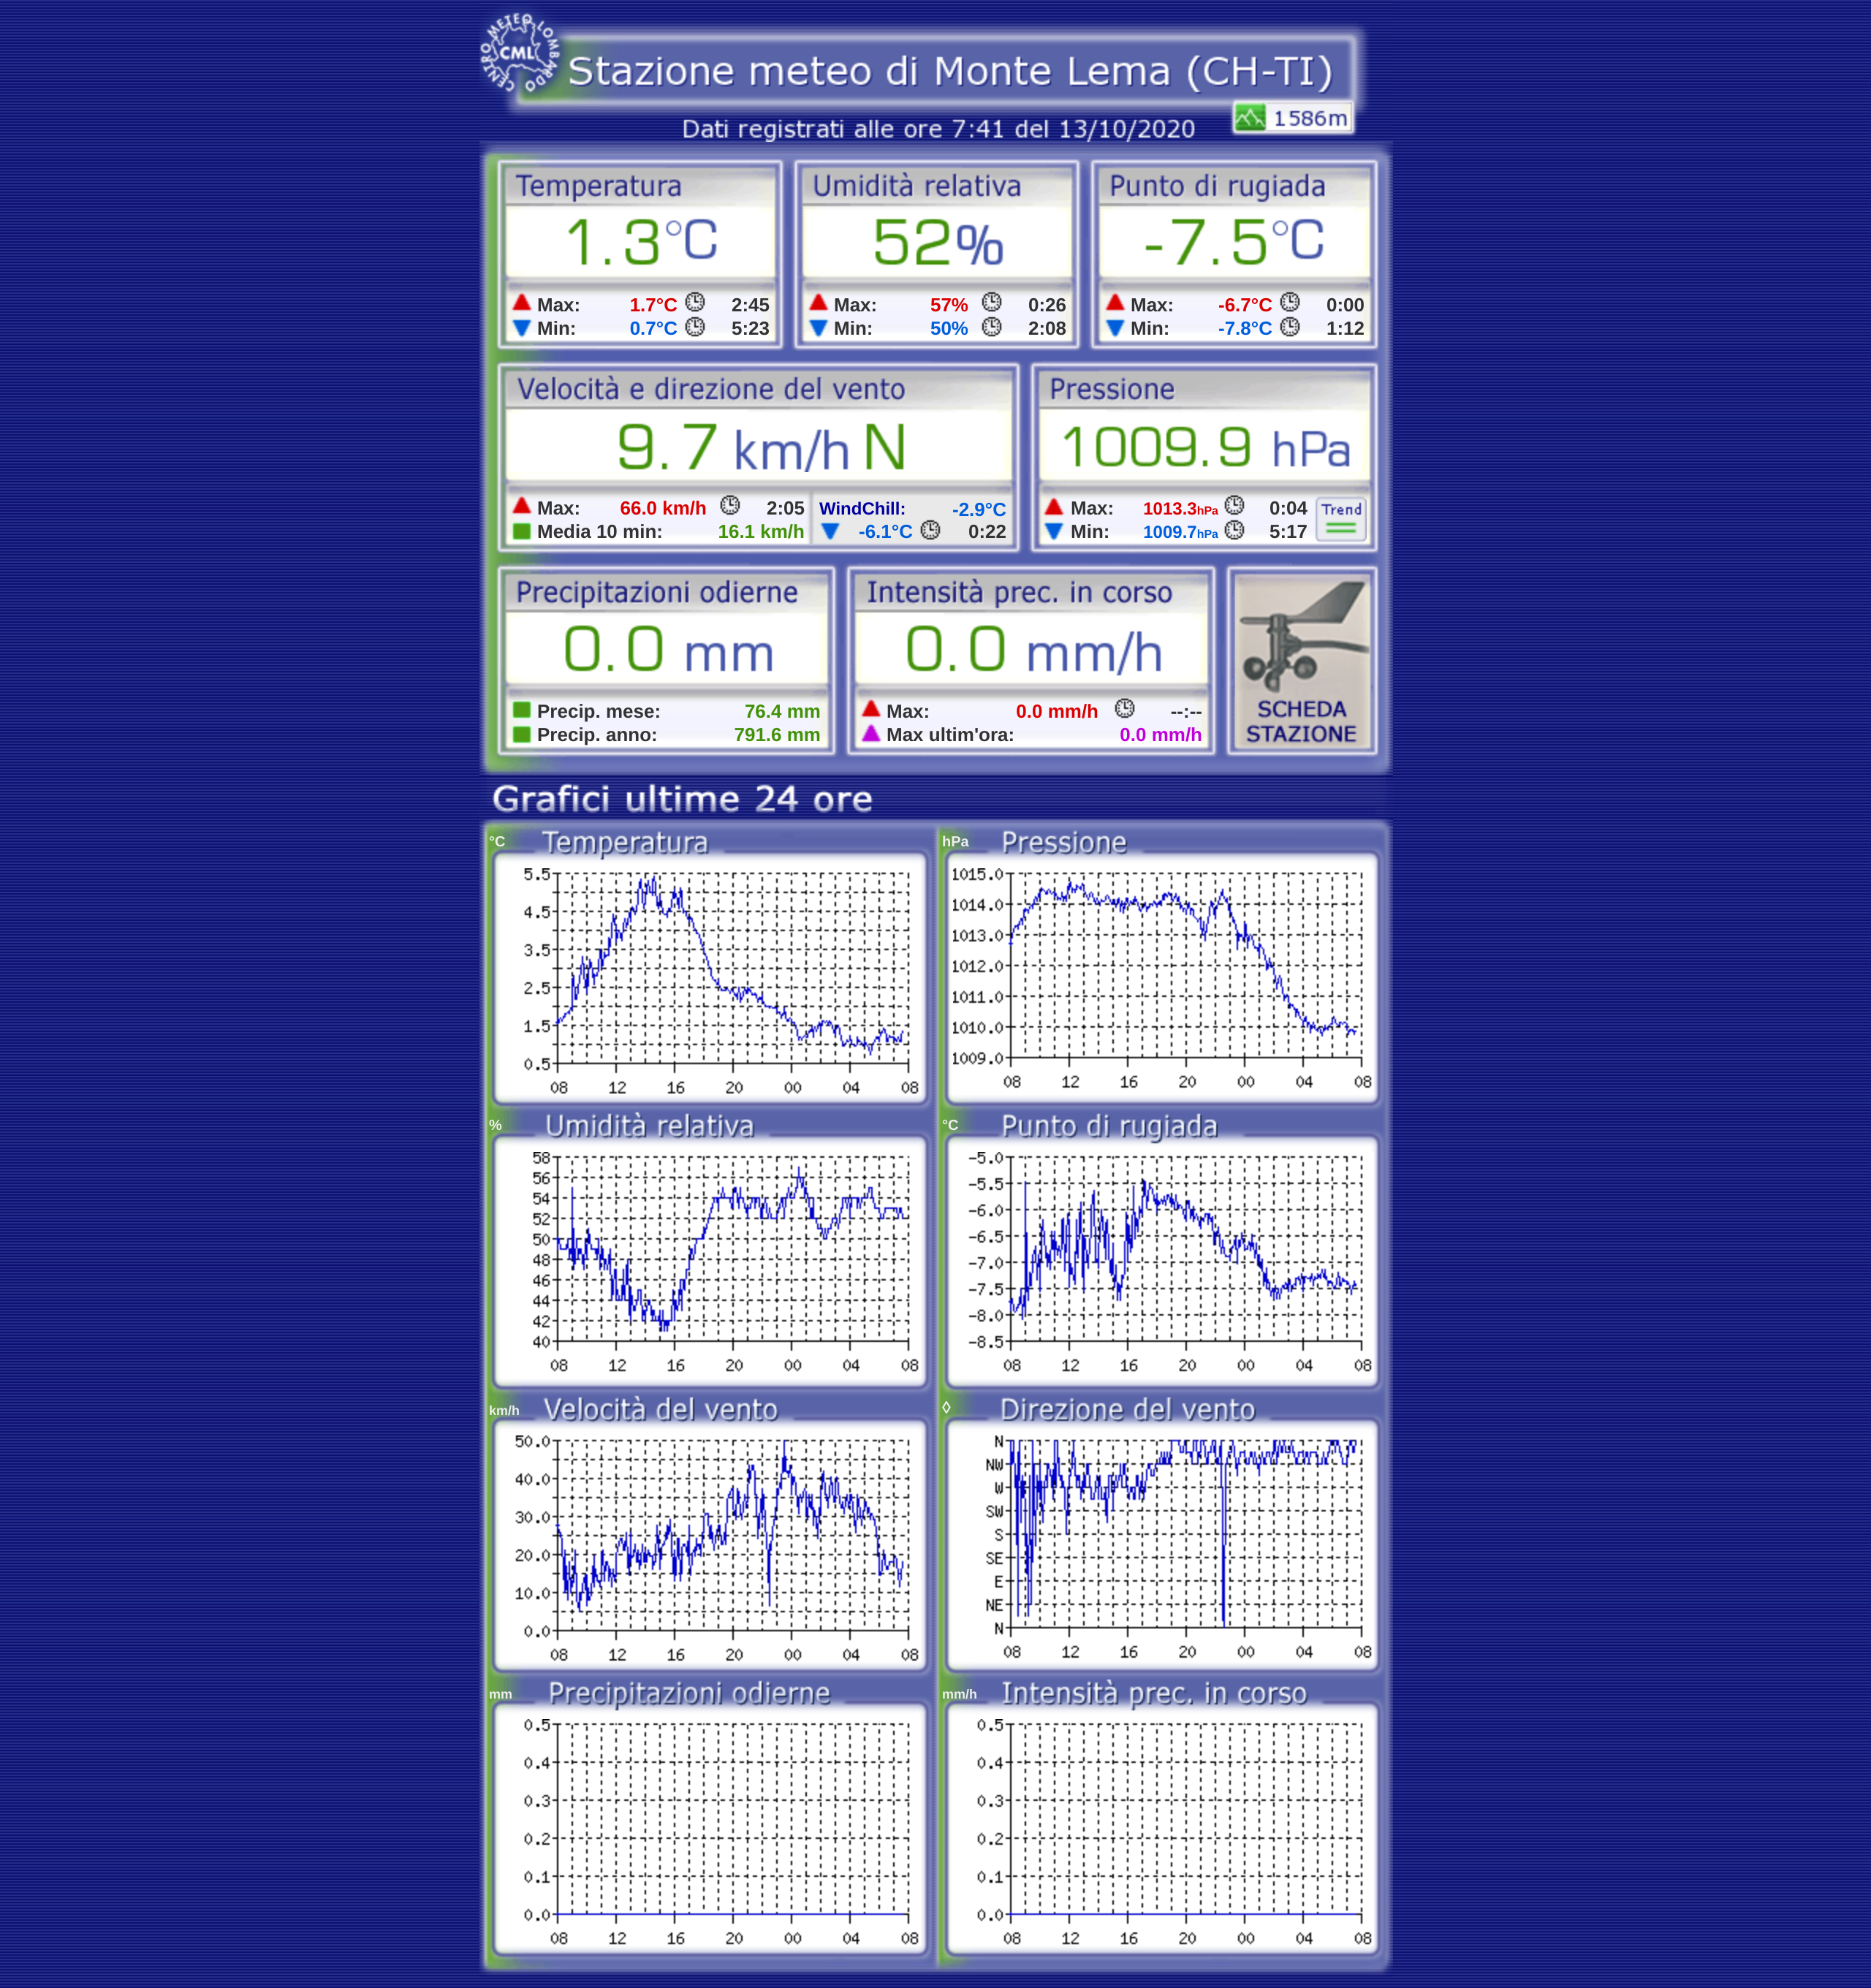 CENTRO METEO LOMBARDO
CML
Stazione meteo di Monte Lema (CH-TI)
1586m
Dati registrati alle ore 7:41 del 13/10/2020
Temperatura
1.3°C
Max: 1.7°C 2:45
Min: 0.7°C 5:23
Umidità relativa
52%
Max: 57% 0:26
Min: 50% 2:08
Punto di rugiada
-7.5°C
Max: -6.7°C 0:00
Min: -7.8°C 1:12
Velocità e direzione del vento
9.7 km/h N
Max: 66.0 km/h 2:05
Media 10 min: 16.1 km/h
WindChill: -2.9°C
-6.1°C 0:22
Pressione
1009.9 hPa
Max: 1013.3hPa 0:04
Min: 1009.7hPa 5:17
Trend
Precipitazioni odierne
0.0 mm
Precip. mese: 76.4 mm
Precip. anno: 791.6 mm
Intensità prec. in corso
0.0 mm/h
Max: 0.0 mm/h --:--
Max ultim'ora: 0.0 mm/h
SCHEDA
STAZIONE
Grafici ultime 24 ore
°C Temperatura
5.5
4.5
3.5
2.5
1.5
0.5
08 12 16 20 00 04 08
hPa Pressione
1015.0
1014.0
1013.0
1012.0
1011.0
1010.0
1009.0
08 12 16 20 00 04 08
% Umidità relativa
58
56
54
52
50
48
46
44
42
40
08 12 16 20 00 04 08
°C Punto di rugiada
-5.0
-5.5
-6.0
-6.5
-7.0
-7.5
-8.0
-8.5
08 12 16 20 00 04 08
km/h Velocità del vento
50.0
40.0
30.0
20.0
10.0
0.0
08 12 16 20 00 04 08
◊ Direzione del vento
N
NW
W
SW
S
SE
E
NE
N
08 12 16 20 00 04 08
mm Precipitazioni odierne
0.5
0.4
0.3
0.2
0.1
0.0
08 12 16 20 00 04 08
mm/h Intensità prec. in corso
0.5
0.4
0.3
0.2
0.1
0.0
08 12 16 20 00 04 08